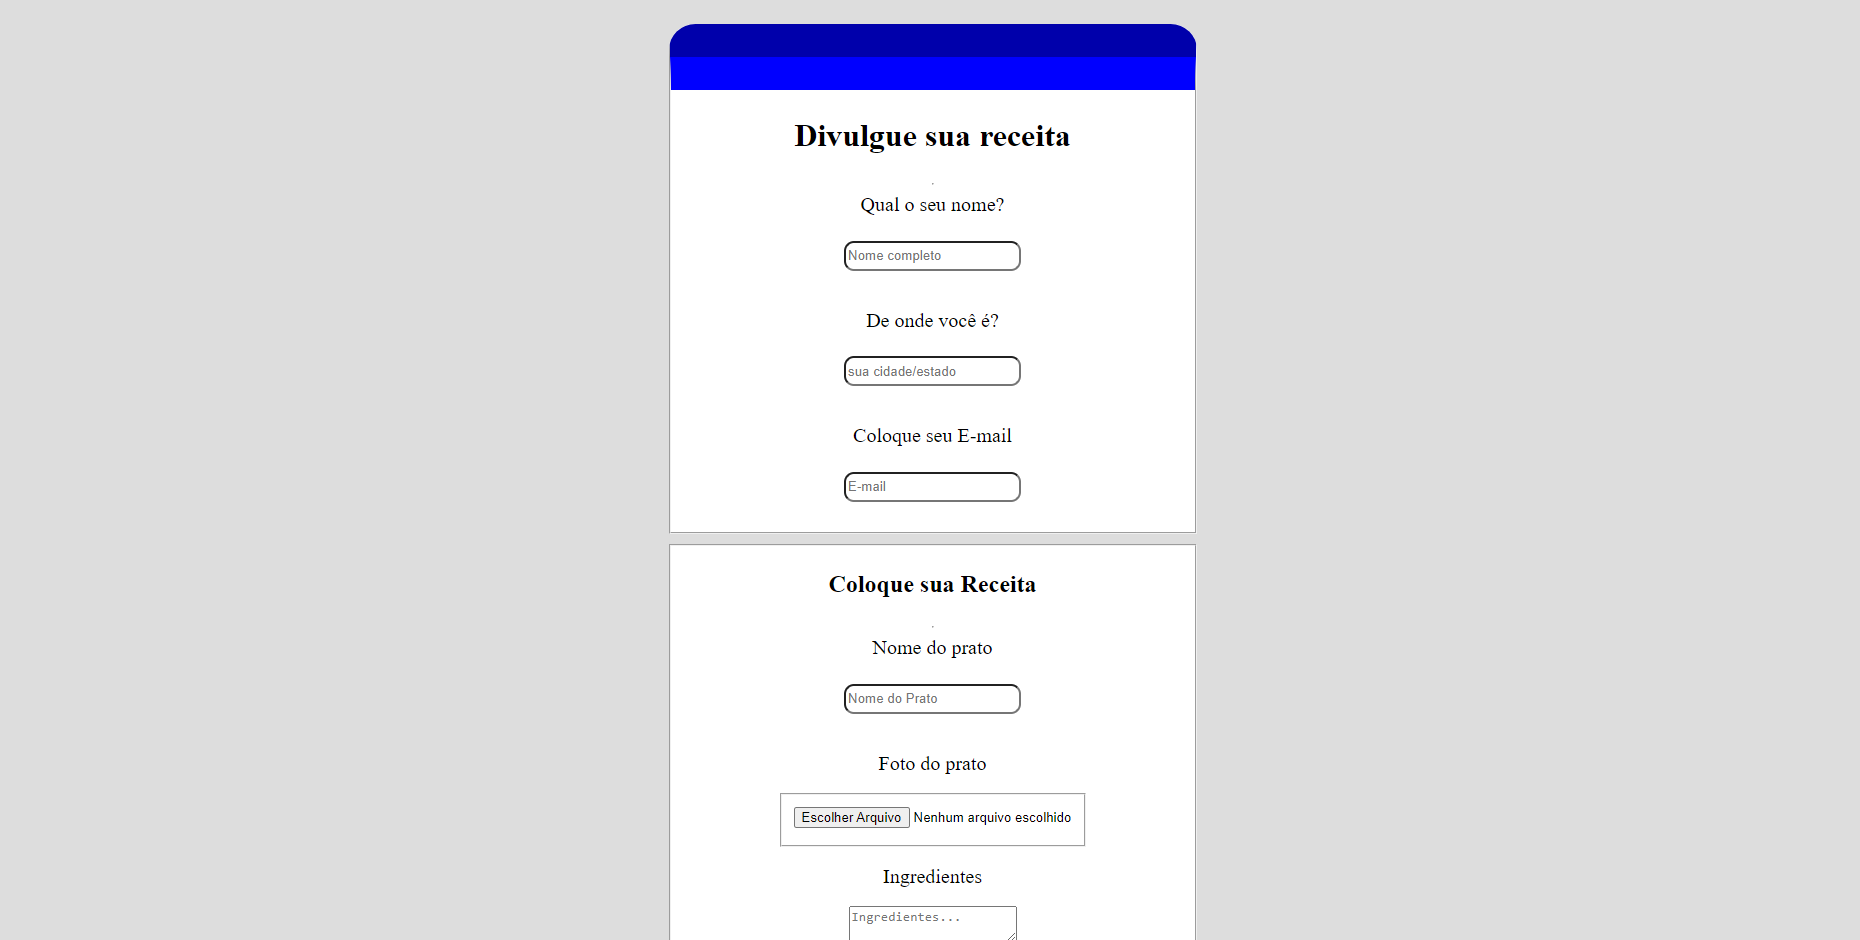 Divulgue sua receita
Qual o seu nome?
Nome completo
De onde você é?
sua cidade/estado
Coloque seu E-mail
E-mail
Coloque sua Receita
Nome do prato
Nome do Prato
Foto do prato
Escolher Arquivo Nenhum arquivo escolhido
Ingredientes
Ingredientes...